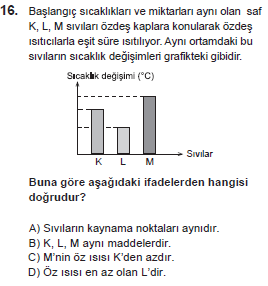 16. Başlangıç sıcaklıkları ve miktarları aynı olan saf
K, L, M sıvıları özdeş kaplara konularak özdeş
ısıtıcılarla eşit süre ısıtılıyor. Aynı ortamdaki bu
sıvıların sıcaklık değişimleri grafikteki gibidir.
Sıcaklık değişimi (°C)
K L M
Sıvılar
Buna göre aşağıdaki ifadelerden hangisi
doğrudur?
A) Sıvıların kaynama noktaları aynıdır.
B) K, L, M aynı maddelerdir.
C) M'nin öz ısısı K'den azdır.
D) Öz ısısı en az olan L'dir.